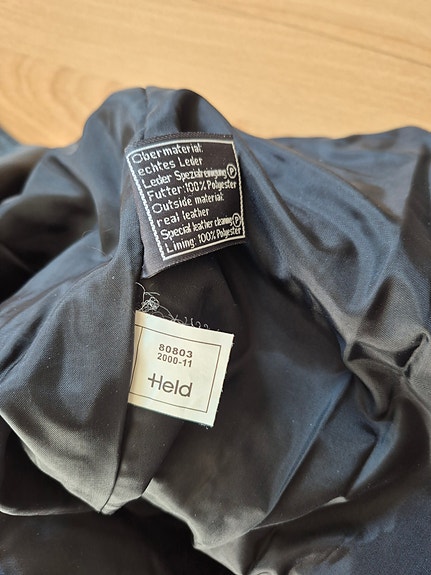 Obermaterial:
echtes Leder
Leder Spezialreinigung P
Futter: 100% Polyester
Outside material:
real leather
Special leather cleaning P
Lining: 100% Polyester
80803
2000-11
Held